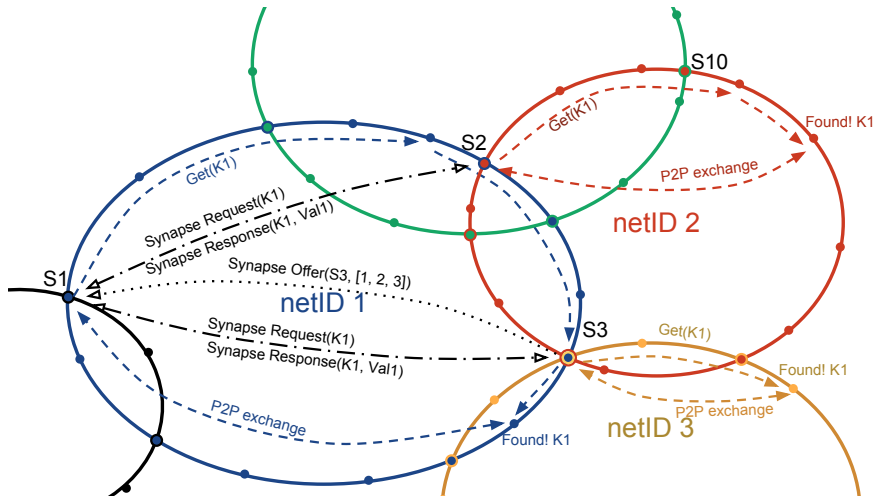 S10
Get(K1)
Found! K1
S2
P2P exchange
Get(K1)
Synapse Request(K1)
Synapse Response(K1, Val1)
netID 2
S1
Synapse Offer(S3, [1, 2, 3])
netID 1
S3
Synapse Request(K1)
Synapse Response(K1, Val1)
Get(K1)
Found! K1
P2P exchange
P2P exchange
netID 3
Found! K1